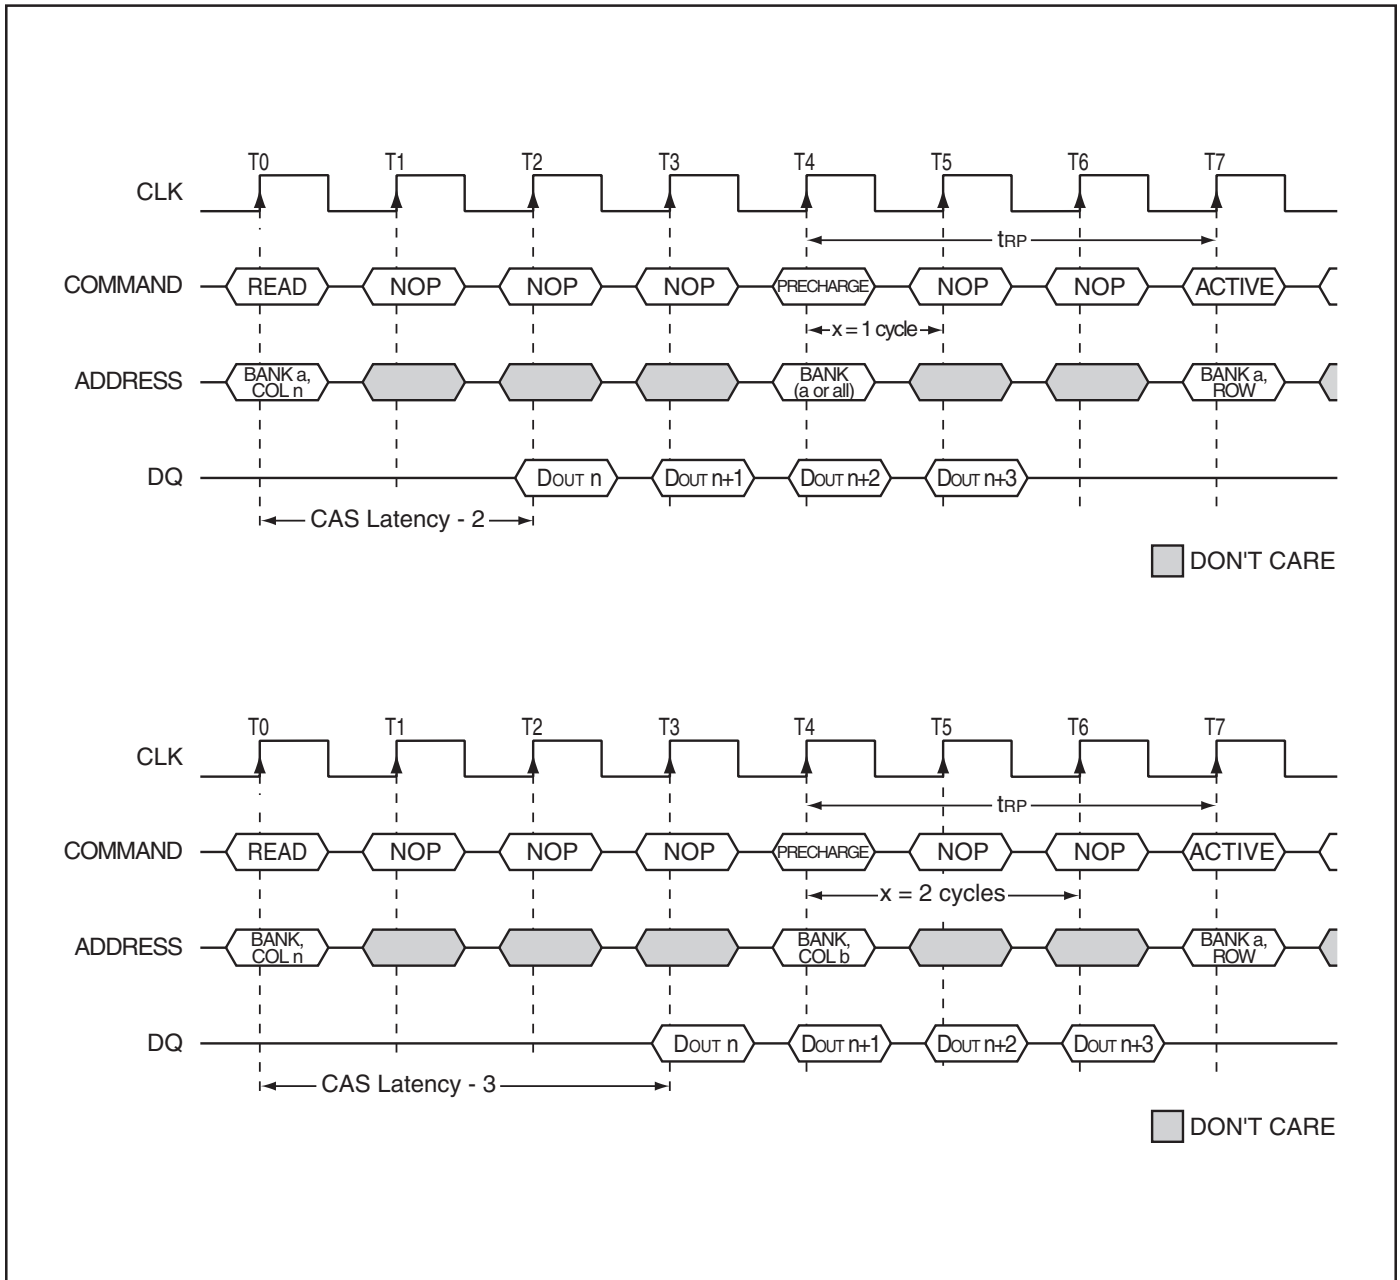 T0 T1 T2 T3 T4 T5 T6 T7
CLK
tRP
COMMAND READ NOP NOP NOP PRECHARGE NOP NOP ACTIVE
x = 1 cycle
ADDRESS BANK a, COL n BANK (a or all) BANK a, ROW
DQ DOUT n DOUT n+1 DOUT n+2 DOUT n+3
CAS Latency - 2
DON'T CARE
T0 T1 T2 T3 T4 T5 T6 T7
CLK
tRP
COMMAND READ NOP NOP NOP PRECHARGE NOP NOP ACTIVE
x = 2 cycles
ADDRESS BANK, COL n BANK, COL b BANK a, ROW
DQ DOUT n DOUT n+1 DOUT n+2 DOUT n+3
CAS Latency - 3
DON'T CARE